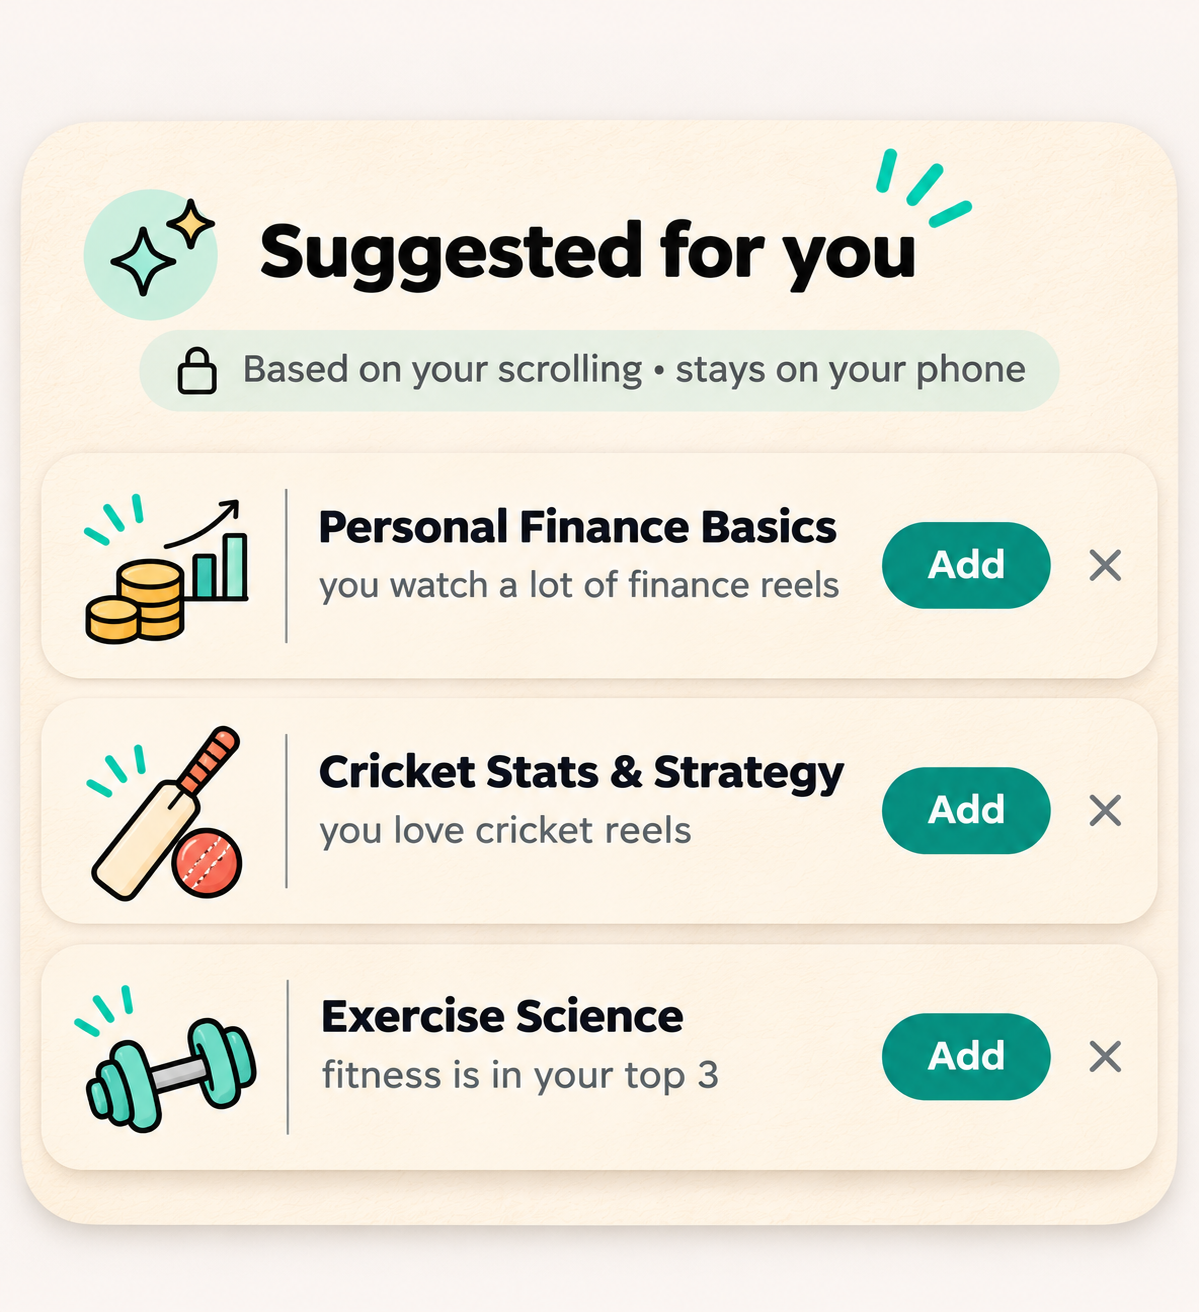 Suggested for you
Based on your scrolling • stays on your phone
Personal Finance Basics
you watch a lot of finance reels
Add
Cricket Stats & Strategy
you love cricket reels
Add
Exercise Science
fitness is in your top 3
Add